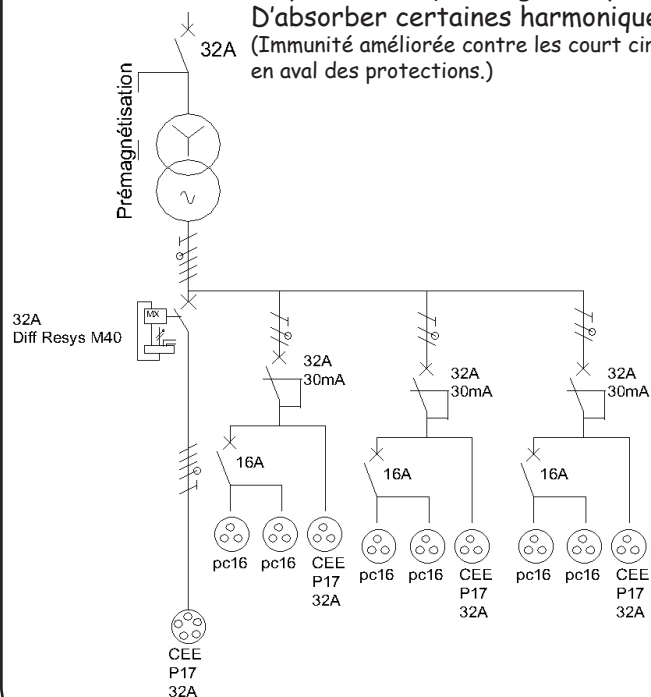 D'absorber certaines harmonique
(Immunité améliorée contre les court cir
en aval des protections.)
32A
Prémagnétisation
32A
Diff Resys M40
MX
32A
30mA
32A
30mA
32A
30mA
16A
16A
16A
pc16 pc16 CEE
P17
32A
pc16 pc16 CEE
P17
32A
pc16 pc16 CEE
P17
32A
CEE
P17
32A